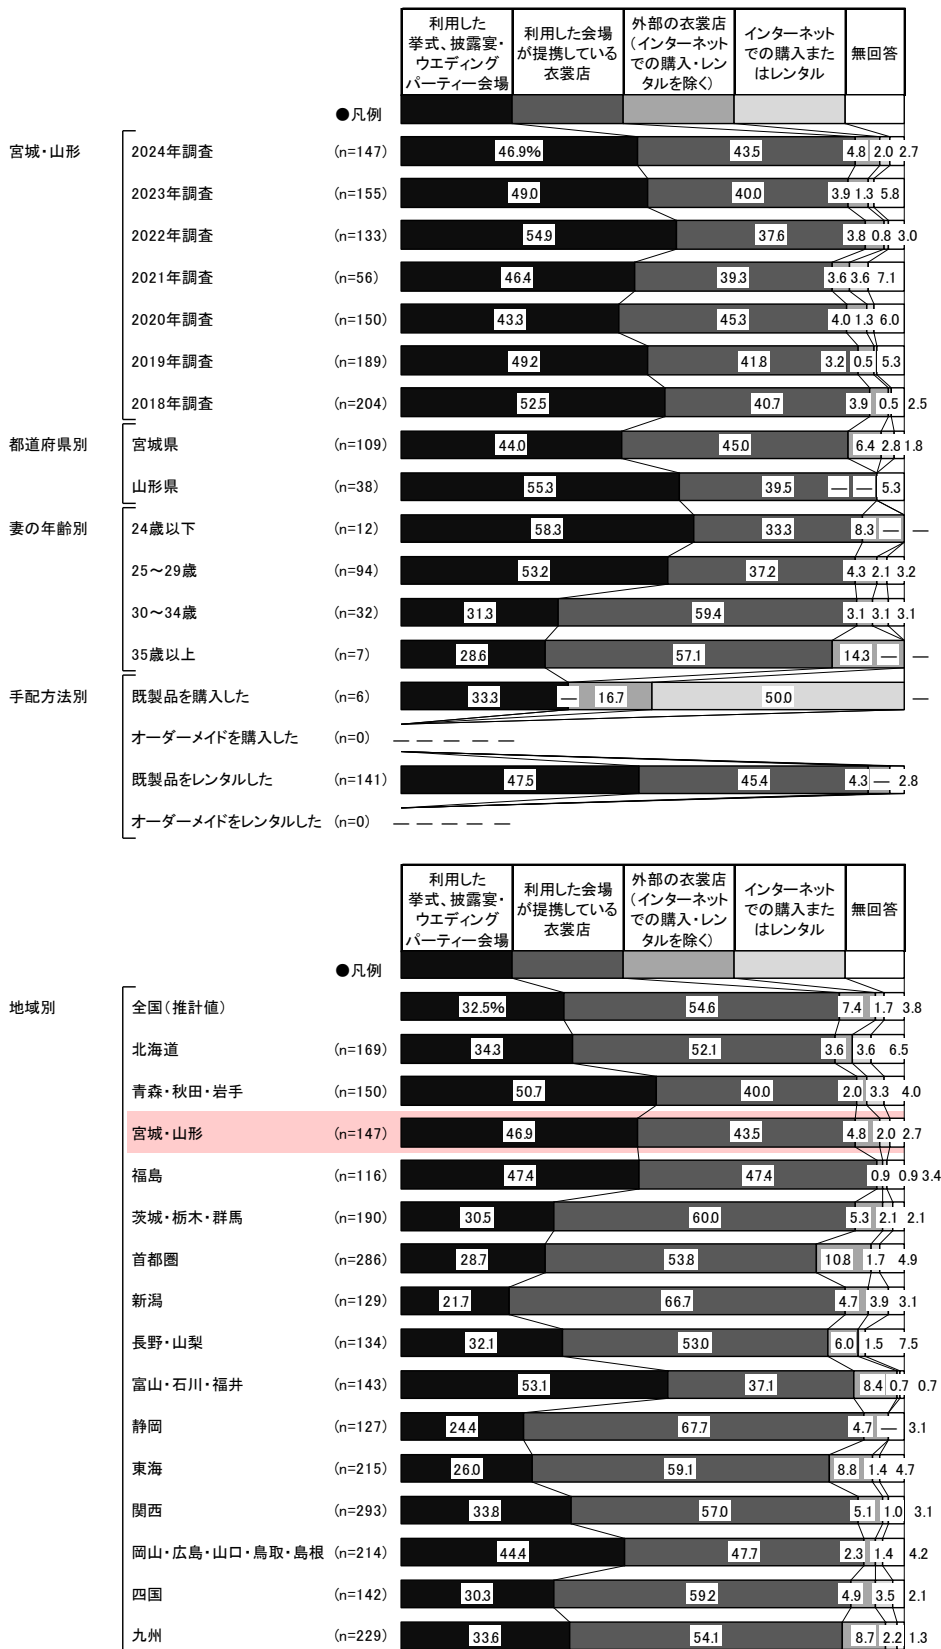 利用した
挙式、披露宴・
ウエディング
パーティー会場
利用した会場
が提携している
衣裳店
外部の衣裳店
(インターネット
での購入・レン
タルを除く)
インターネット
での購入また
はレンタル
無回答
●凡例
宮城・山形 2024年調査 (n=147) 46.9% 43.5 4.8 2.0 2.7
2023年調査 (n=155) 49.0 40.0 3.9 1.3 5.8
2022年調査 (n=133) 54.9 37.6 3.8 0.8 3.0
2021年調査 (n=56) 46.4 39.3 3.6 3.6 7.1
2020年調査 (n=150) 43.3 45.3 4.0 1.3 6.0
2019年調査 (n=189) 49.2 41.8 3.2 0.5 5.3
2018年調査 (n=204) 52.5 40.7 3.9 0.5 2.5
都道府県別 宮城県 (n=109) 44.0 45.0 6.4 2.8 1.8
山形県 (n=38) 55.3 39.5 — — 5.3
妻の年齢別 24歳以下 (n=12) 58.3 33.3 8.3 — —
25～29歳 (n=94) 53.2 37.2 4.3 2.1 3.2
30～34歳 (n=32) 31.3 59.4 3.1 3.1 3.1
35歳以上 (n=7) 28.6 57.1 14.3 — —
手配方法別 既製品を購入した (n=6) 33.3 — 16.7 50.0 —
オーダーメイドを購入した (n=0) — — — — —
既製品をレンタルした (n=141) 47.5 45.4 4.3 — 2.8
オーダーメイドをレンタルした (n=0) — — — — —
利用した
挙式、披露宴・
ウエディング
パーティー会場
利用した会場
が提携している
衣裳店
外部の衣裳店
(インターネット
での購入・レン
タルを除く)
インターネット
での購入また
はレンタル
無回答
●凡例
地域別 全国(推計値) 32.5% 54.6 7.4 1.7 3.8
北海道 (n=169) 34.3 52.1 3.6 3.6 6.5
青森・秋田・岩手 (n=150) 50.7 40.0 2.0 3.3 4.0
宮城・山形 (n=147) 46.9 43.5 4.8 2.0 2.7
福島 (n=116) 47.4 47.4 0.9 0.9 3.4
茨城・栃木・群馬 (n=190) 30.5 60.0 5.3 2.1 2.1
首都圏 (n=286) 28.7 53.8 10.8 1.7 4.9
新潟 (n=129) 21.7 66.7 4.7 3.9 3.1
長野・山梨 (n=134) 32.1 53.0 6.0 1.5 7.5
富山・石川・福井 (n=143) 53.1 37.1 8.4 0.7 0.7
静岡 (n=127) 24.4 67.7 4.7 — 3.1
東海 (n=215) 26.0 59.1 8.8 1.4 4.7
関西 (n=293) 33.8 57.0 5.1 1.0 3.1
岡山・広島・山口・鳥取・島根 (n=214) 44.4 47.7 2.3 1.4 4.2
四国 (n=142) 30.3 59.2 4.9 3.5 2.1
九州 (n=229) 33.6 54.1 8.7 2.2 1.3